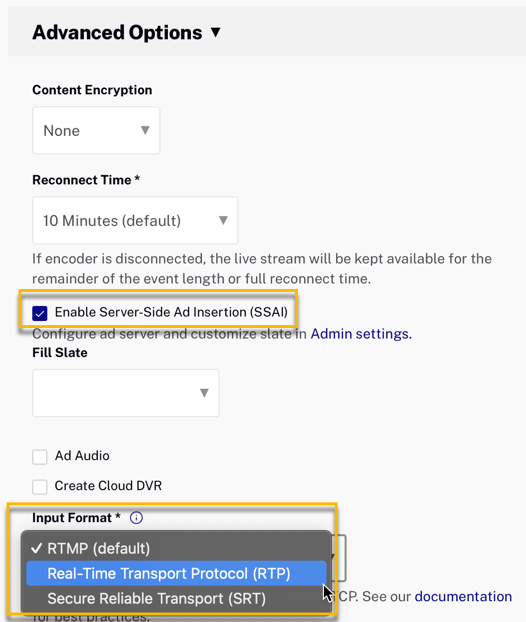 Advanced Options ▼
Content Encryption
None
Reconnect Time *
10 Minutes (default)
If encoder is disconnected, the live stream will be kept available for the
remainder of the event length or full reconnect time.
Enable Server-Side Ad Insertion (SSAI)
Configure ad server and customize slate in Admin settings.
Fill Slate
Ad Audio
Create Cloud DVR
Input Format *
✓ RTMP (default)
Real-Time Transport Protocol (RTP)
Secure Reliable Transport (SRT)
CP. See our documentation
for best practices.